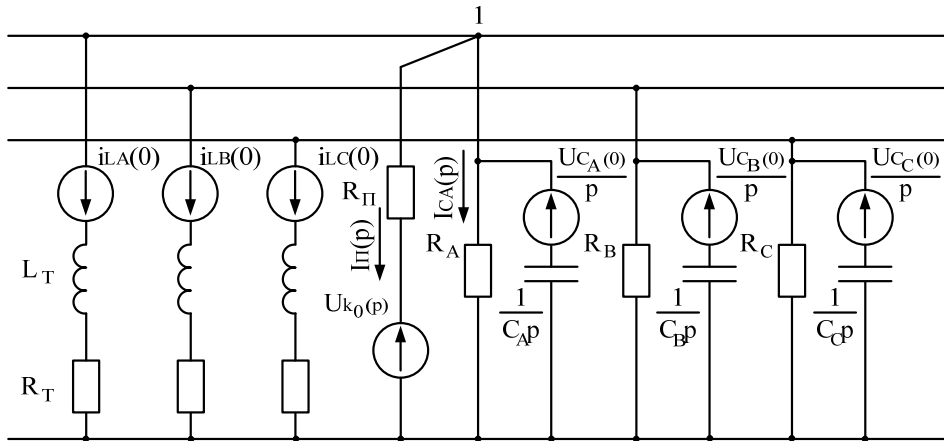 1
iLA(0) iLB(0) iLC(0)
RП
IП(p)
ICA(p)
UCA(0)
p
UCB(0)
p
UCC(0)
p
LT
RA
RB
RC
Uk0(p)
1
CAp
1
CBp
1
CCp
RT